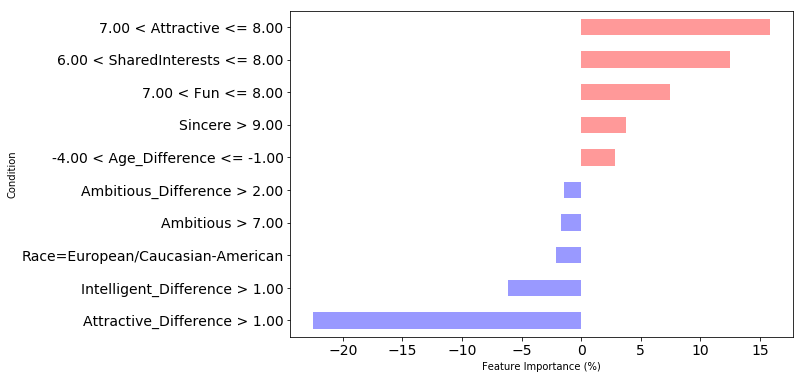 7.00 < Attractive <= 8.00
6.00 < SharedInterests <= 8.00
7.00 < Fun <= 8.00
Sincere > 9.00
-4.00 < Age_Difference <= -1.00
Ambitious_Difference > 2.00
Ambitious > 7.00
Race=European/Caucasian-American
Intelligent_Difference > 1.00
Attractive_Difference > 1.00
Condition
−20 −15 −10 −5 0 5 10 15
Feature Importance (%)